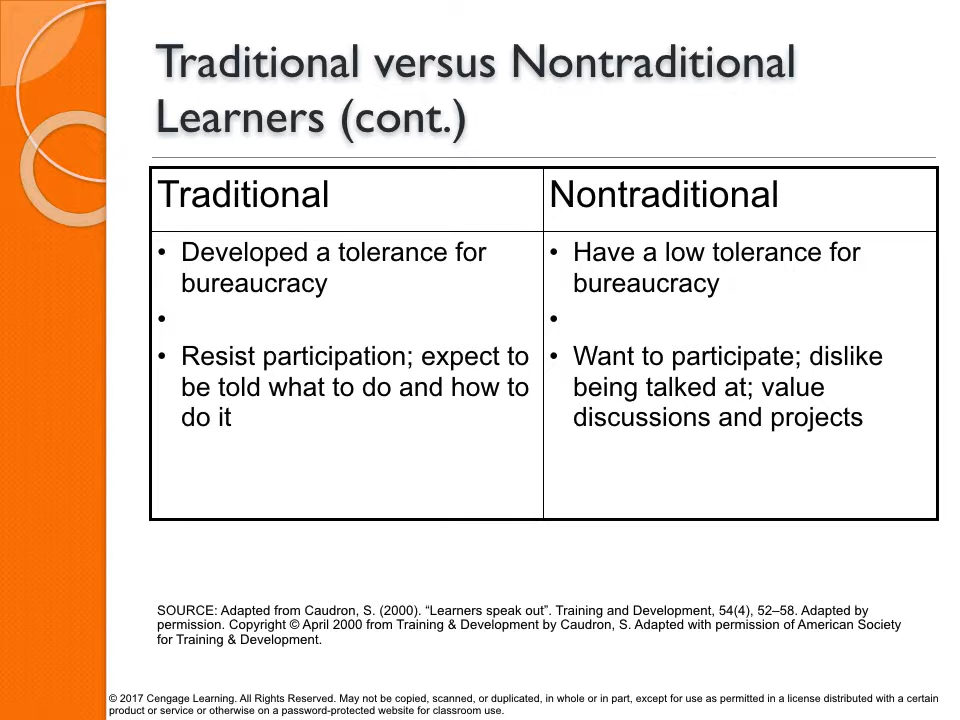 Traditional versus Nontraditional
Learners (cont.)
Traditional
Nontraditional
• Developed a tolerance for
bureaucracy
•
• Resist participation; expect to
be told what to do and how to
do it
• Have a low tolerance for
bureaucracy
•
• Want to participate; dislike
being talked at; value
discussions and projects
SOURCE: Adapted from Caudron, S. (2000). “Learners speak out”. Training and Development, 54(4), 52–58. Adapted by
permission. Copyright © April 2000 from Training & Development by Caudron, S. Adapted with permission of American Society
for Training & Development.
© 2017 Cengage Learning. All Rights Reserved. May not be copied, scanned, or duplicated, in whole or in part, except for use as permitted in a license distributed with a certain
product or service or otherwise on a password-protected website for classroom use.